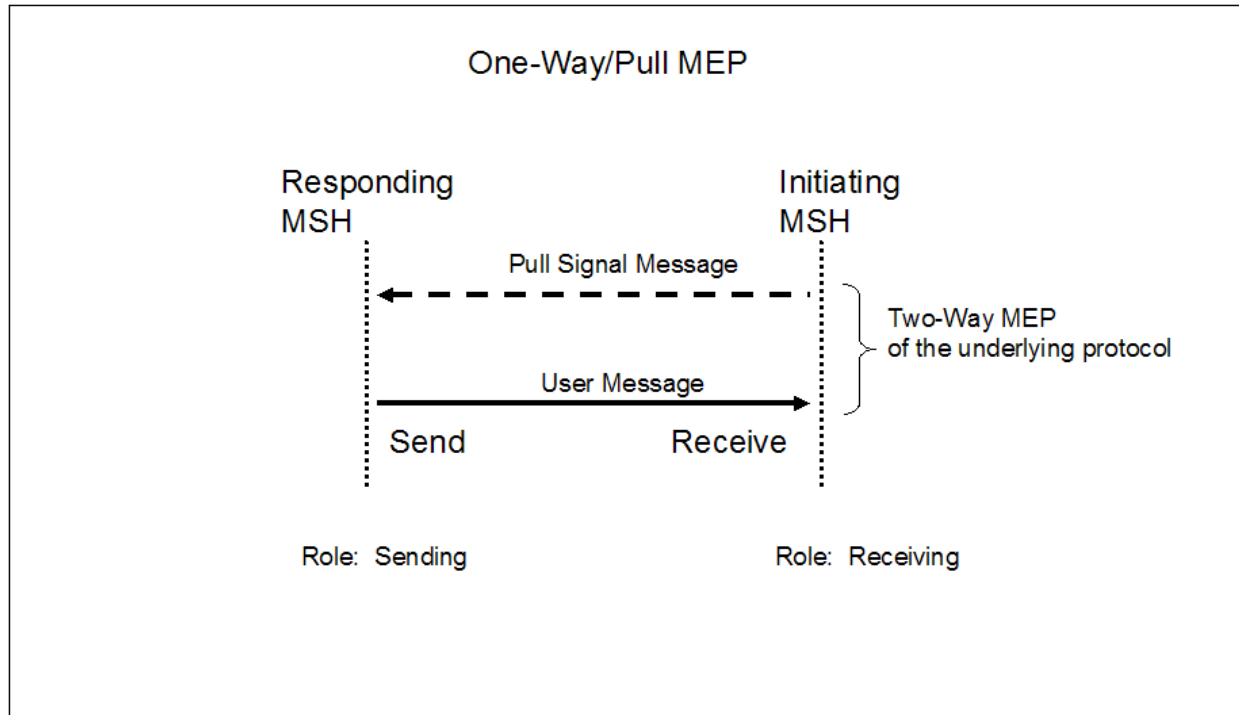 One-Way/Pull MEP
Responding
MSH
Initiating
MSH
Pull Signal Message
Two-Way MEP
of the underlying protocol
User Message
Send
Receive
Role: Sending
Role: Receiving